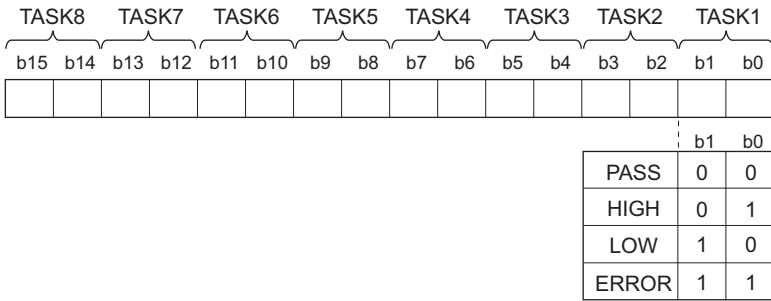 TASK8 TASK7 TASK6 TASK5 TASK4 TASK3 TASK2 TASK1
b15 b14 b13 b12 b11 b10 b9 b8 b7 b6 b5 b4 b3 b2 b1 b0
b1 b0
PASS 0 0
HIGH 0 1
LOW 1 0
ERROR 1 1